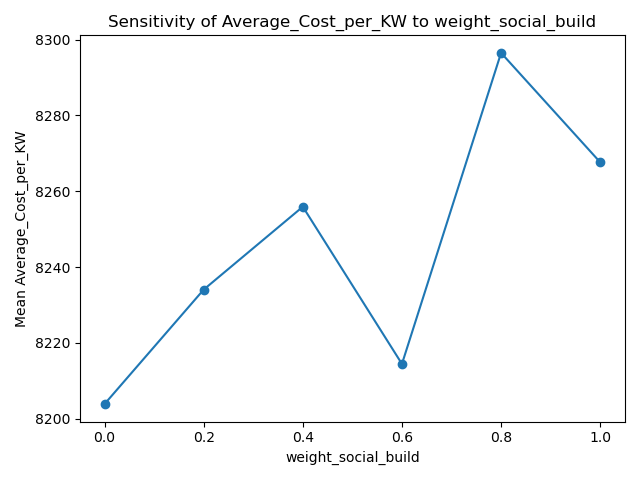 Sensitivity of Average_Cost_per_KW to weight_social_build
Mean Average_Cost_per_KW
8300
8280
8260
8240
8220
8200
0.0 0.2 0.4 0.6 0.8 1.0
weight_social_build